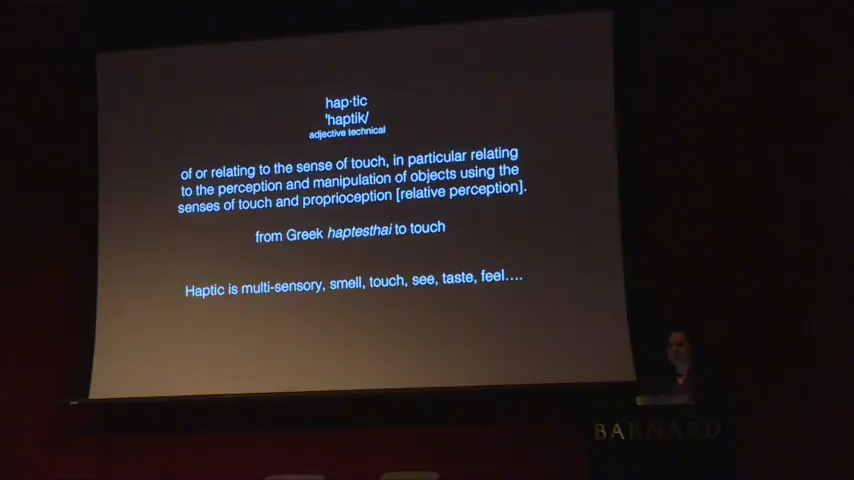 hap·tic
'haptik/
adjective technical
of or relating to the sense of touch, in particular relating
to the perception and manipulation of objects using the
senses of touch and proprioception [relative perception].
from Greek haptesthai to touch
Haptic is multi-sensory, smell, touch, see, taste, feel....
BARNARD